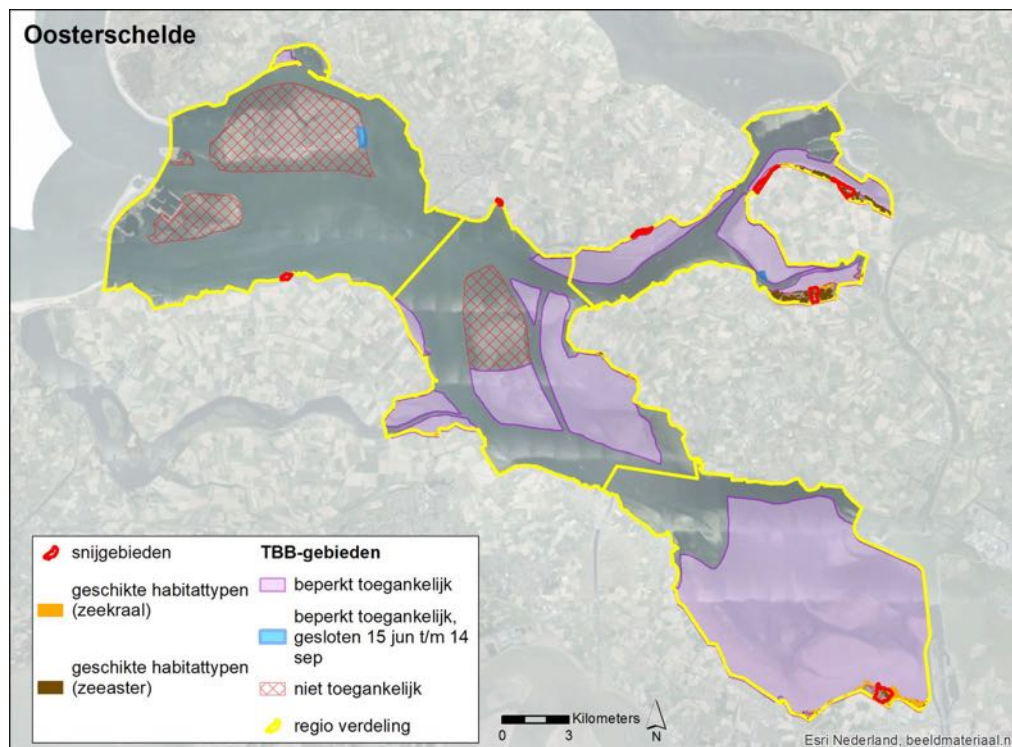 Oosterschelde
snijgebieden
geschikte habitattypen
(zeekraal)
geschikte habitattypen
(zeeaster)
TBB-gebieden
beperkt toegankelijk
beperkt toegankelijk,
gesloten 15 jun t/m 14
sep
niet toegankelijk
regio verdeling
Kilometers
0 3
N
Esri Nederland, beeldmateriaal.n